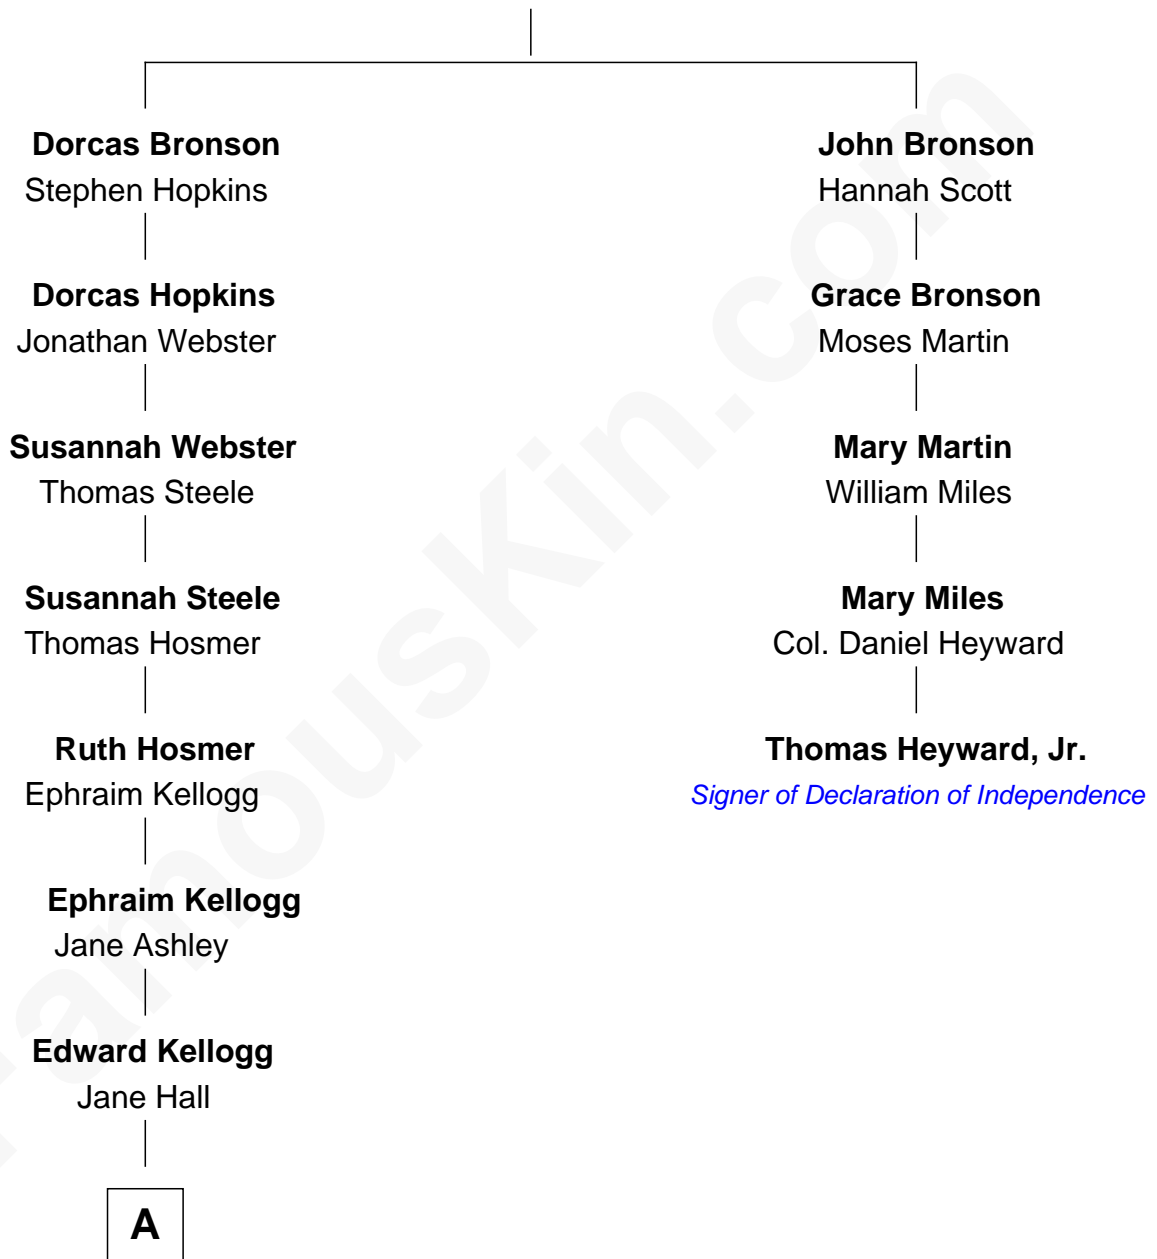 Dorcas Bronson
Stephen Hopkins
Dorcas Hopkins
Jonathan Webster
Susannah Webster
Thomas Steele
Susannah Steele
Thomas Hosmer
Ruth Hosmer
Ephraim Kellogg
Ephraim Kellogg
Jane Ashley
Edward Kellogg
Jane Hall
A
John Bronson
Hannah Scott
Grace Bronson
Moses Martin
Mary Martin
William Miles
Mary Miles
Col. Daniel Heyward
Thomas Heyward, Jr.
Signer of Declaration of Independence
FamousKin.com